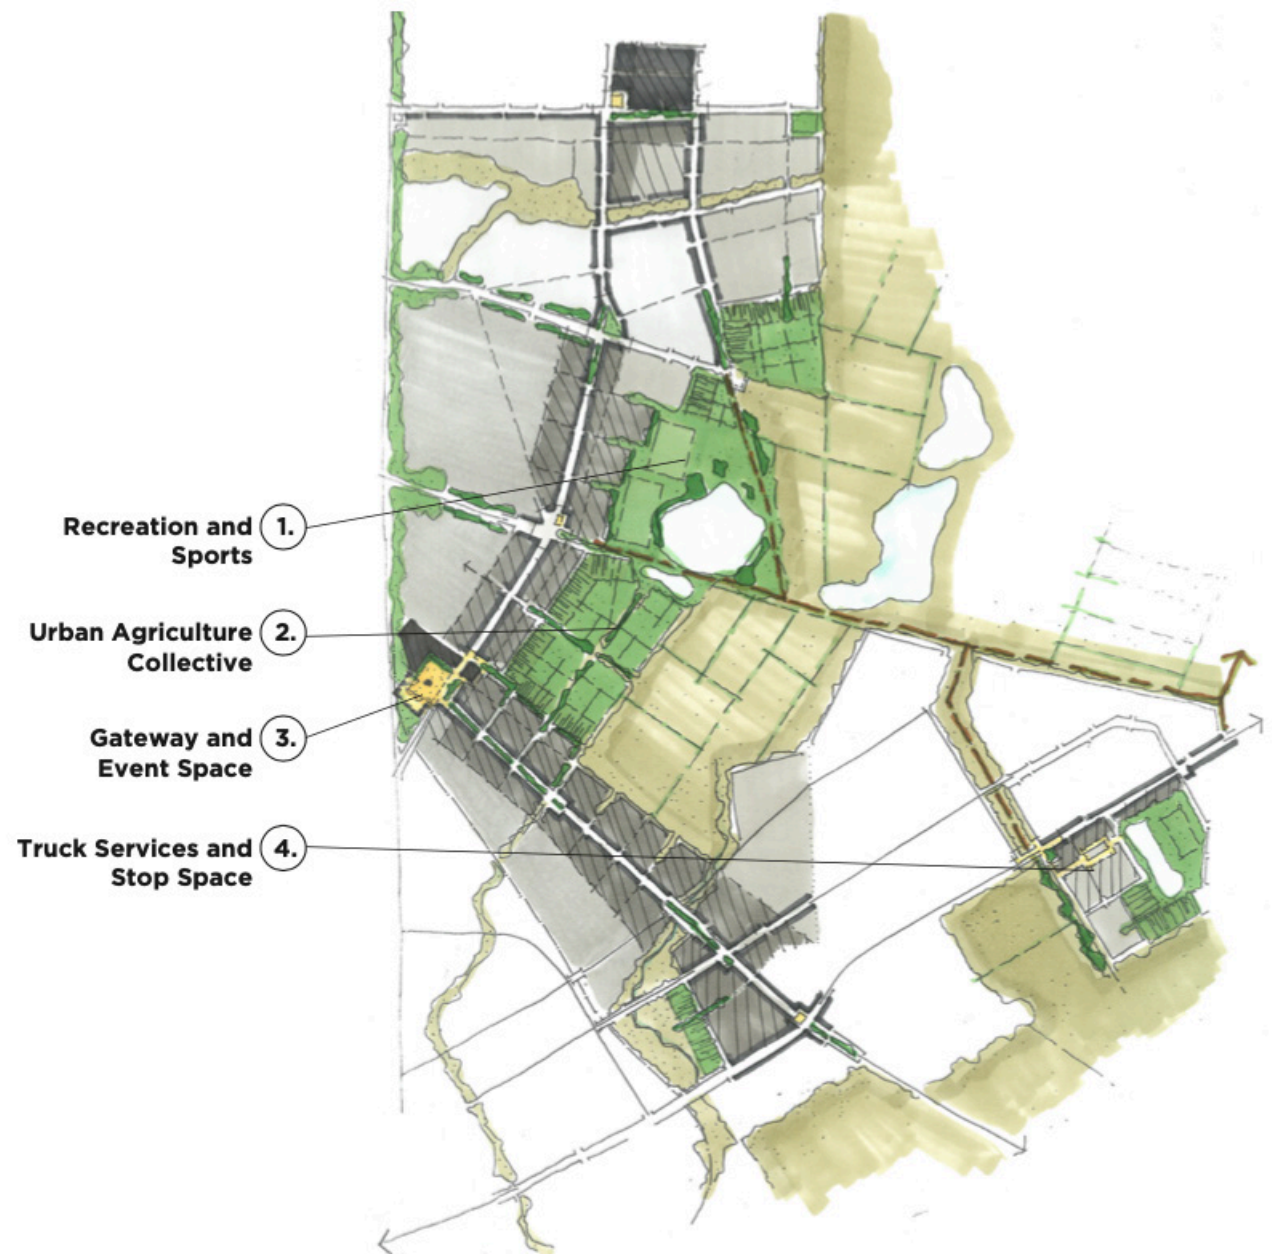 Recreation and 1.
Sports
Urban Agriculture 2.
Collective
Gateway and 3.
Event Space
Truck Services and 4.
Stop Space